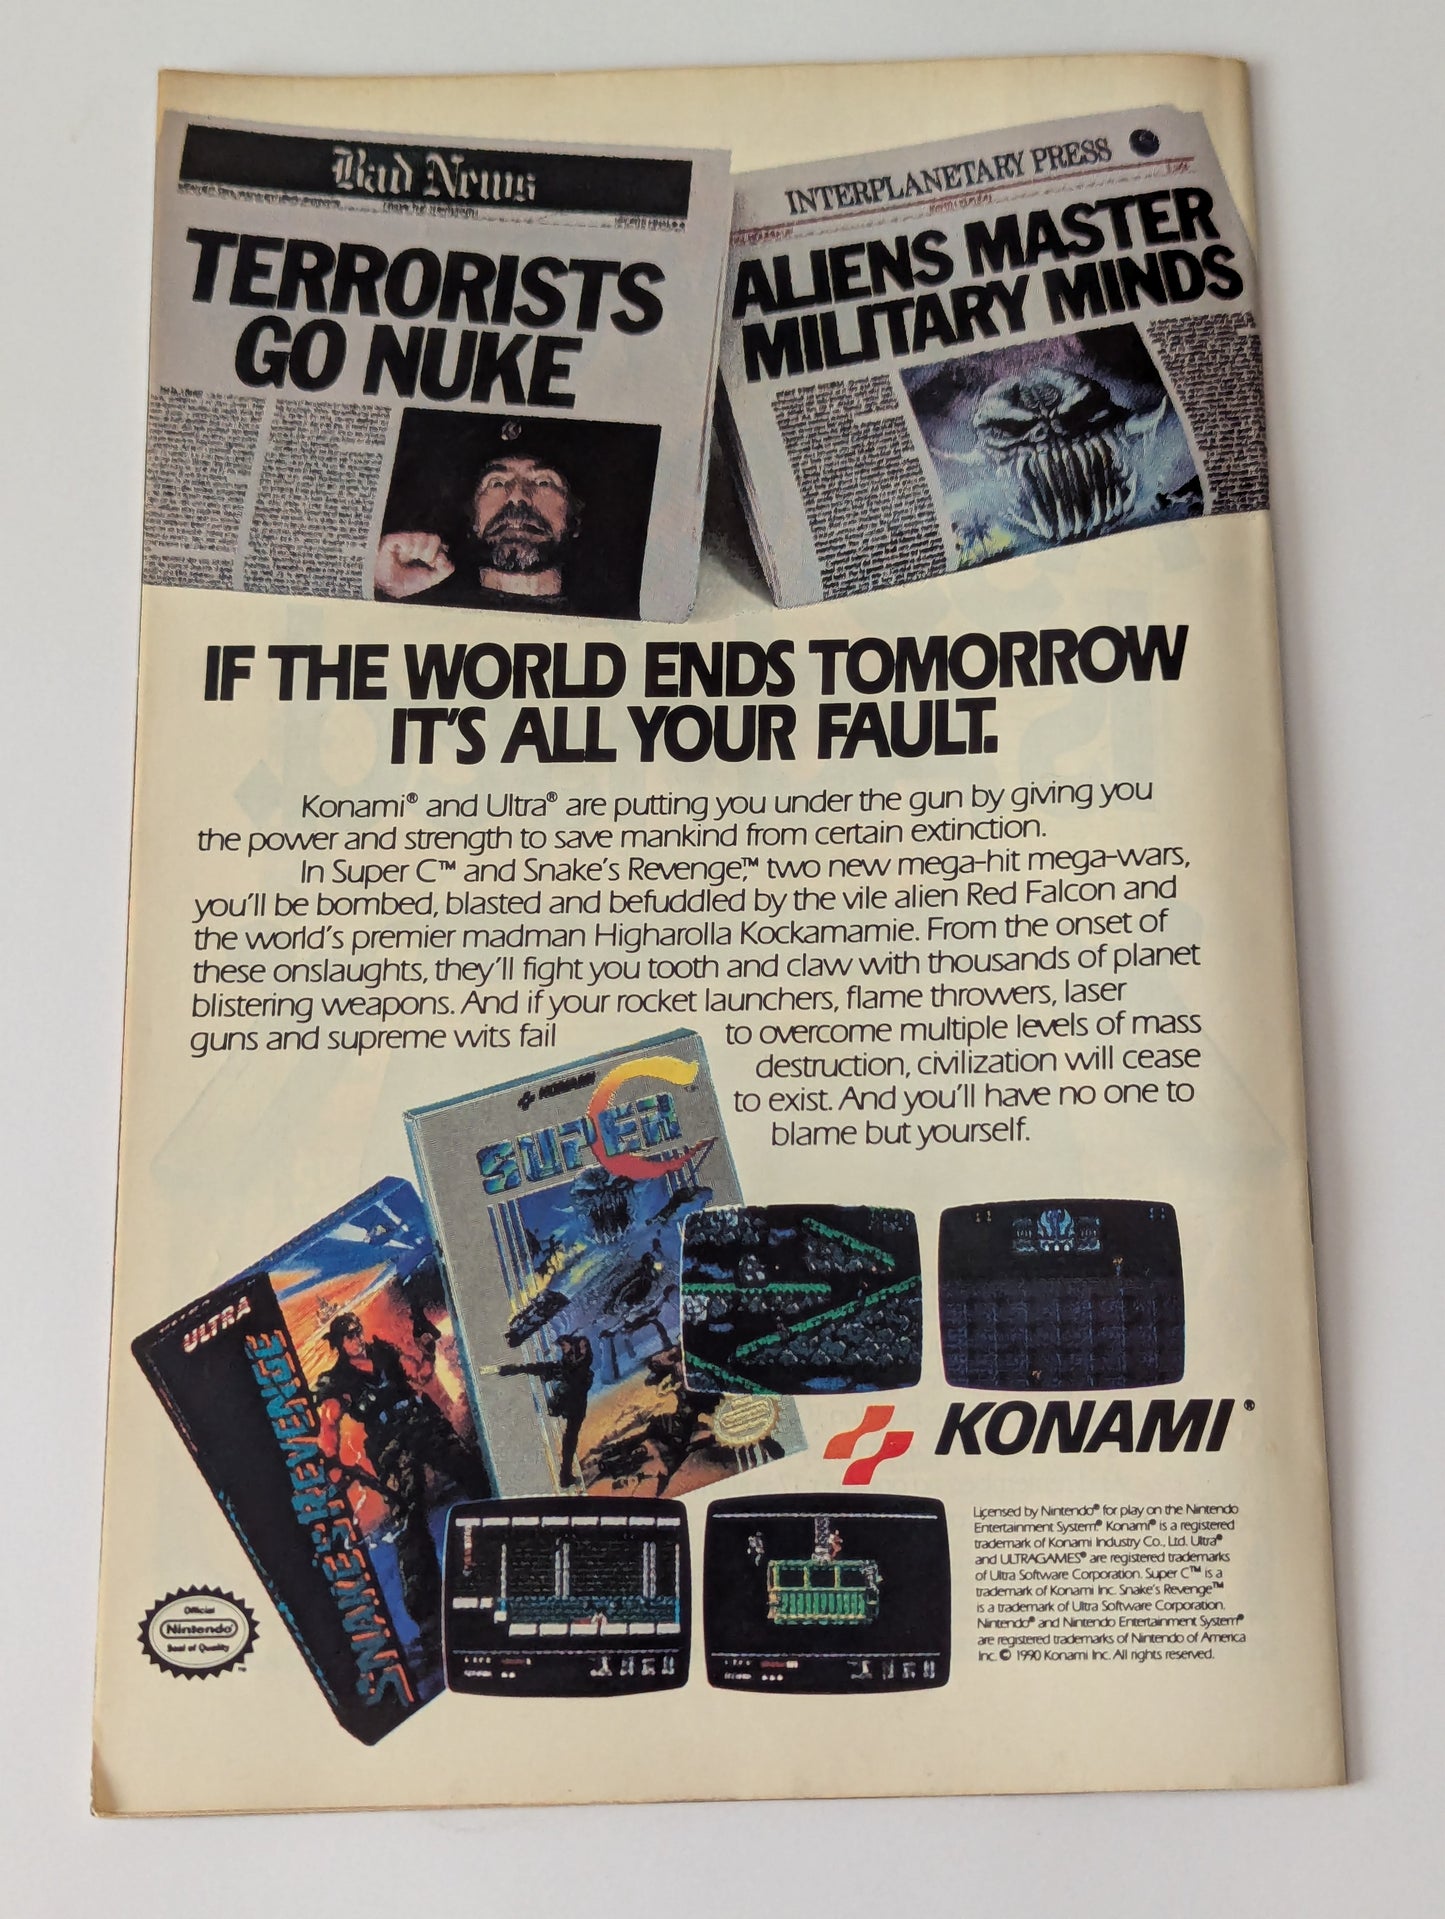 Bad News
TERRORISTS
GO NUKE
INTERPLANETARY PRESS
ALIENS MASTER
MILITARY MINDS
IF THE WORLD ENDS TOMORROW
IT'S ALL YOUR FAULT.
Konami® and Ultra® are putting you under the gun by giving you
the power and strength to save mankind from certain extinction.
In Super C™ and Snake's Revenge,™ two new mega-hit mega-wars,
you'll be bombed, blasted and befuddled by the vile alien Red Falcon and
the world's premier madman Higharolla Kockamamie. From the onset of
these onslaughts, they'll fight you tooth and claw with thousands of planet
blistering weapons. And if your rocket launchers, flame throwers, laser
guns and supreme wits fail to overcome multiple levels of mass
destruction, civilization will cease
to exist. And you'll have no one to
blame but yourself.
KONAMI
SUPER C
ULTRA
SNAKE'S REVENGE
KONAMI®
Licensed by Nintendo® for play on the Nintendo
Entertainment System®. Konami® is a registered
trademark of Konami Industry Co., Ltd. Ultra®
and ULTRAGAMES® are registered trademarks
of Ultra Software Corporation. Super C™ is a
trademark of Konami Inc. Snake's Revenge™
is a trademark of Ultra Software Corporation.
Nintendo® and Nintendo Entertainment System®
are registered trademarks of Nintendo of America
Inc. © 1990 Konami Inc. All rights reserved.
Official
Nintendo®
Seal of Quality
™